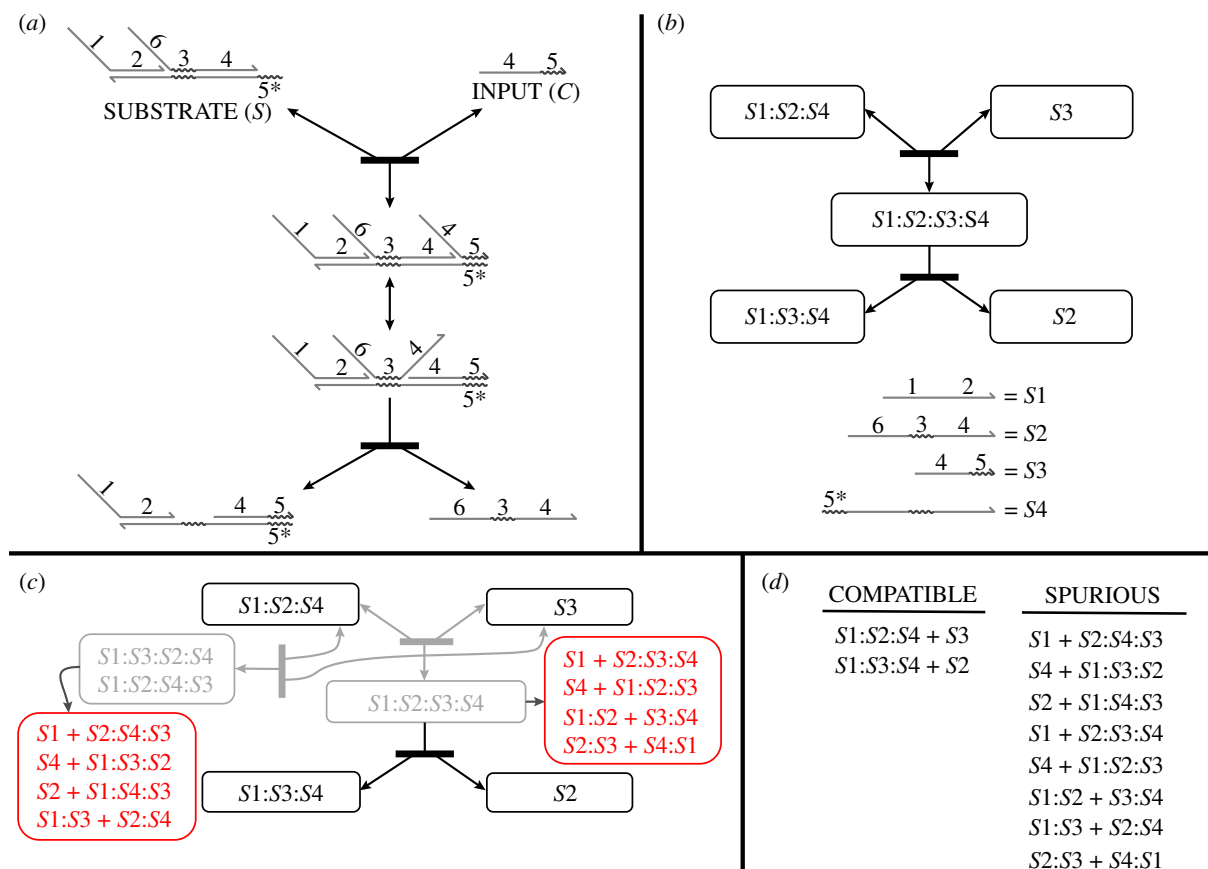 (a)
1 6
2 3 4
5*
SUBSTRATE (S)
4 5
INPUT (C)
1 6 4
2 3 4 5
5*
1 6 4
2 3 4 5
5*
1
2 4 5
5*
6 3 4
(b)
S1:S2:S4
S3
S1:S2:S3:S4
S1:S3:S4
S2
1 2 = S1
6 3 4 = S2
4 5 = S3
5* = S4
(c)
S1:S2:S4
S3
S1:S3:S2:S4
S1:S2:S4:S3
S1:S2:S3:S4
S1 + S2:S3:S4
S4 + S1:S2:S3
S1:S2 + S3:S4
S2:S3 + S4:S1
S1 + S2:S4:S3
S4 + S1:S3:S2
S2 + S1:S4:S3
S1:S3 + S2:S4
S1:S3:S4
S2
(d)
COMPATIBLE
S1:S2:S4 + S3
S1:S3:S4 + S2
SPURIOUS
S1 + S2:S4:S3
S4 + S1:S3:S2
S2 + S1:S4:S3
S1 + S2:S3:S4
S4 + S1:S2:S3
S1:S2 + S3:S4
S1:S3 + S2:S4
S2:S3 + S4:S1